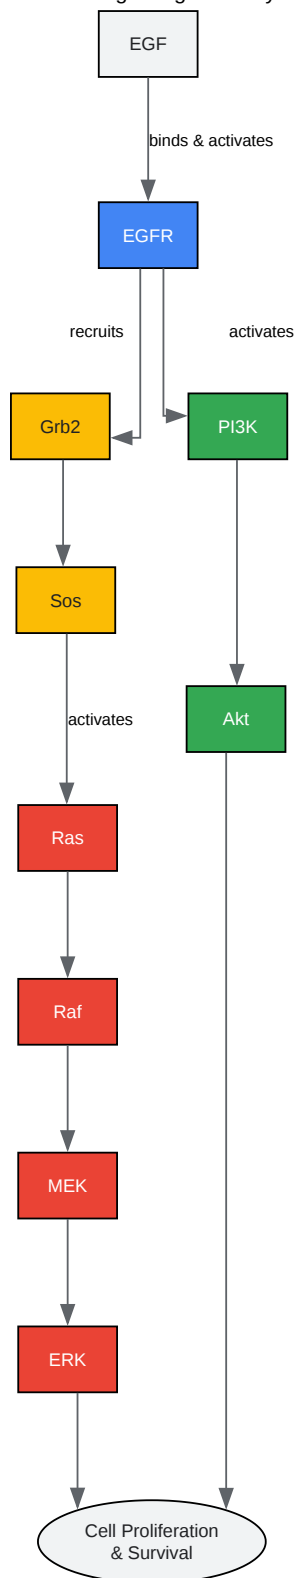 EGF
binds & activates
EGFR
recruits
activates
Grb2
PI3K
Sos
activates
Akt
Ras
Raf
MEK
ERK
Cell Proliferation
& Survival